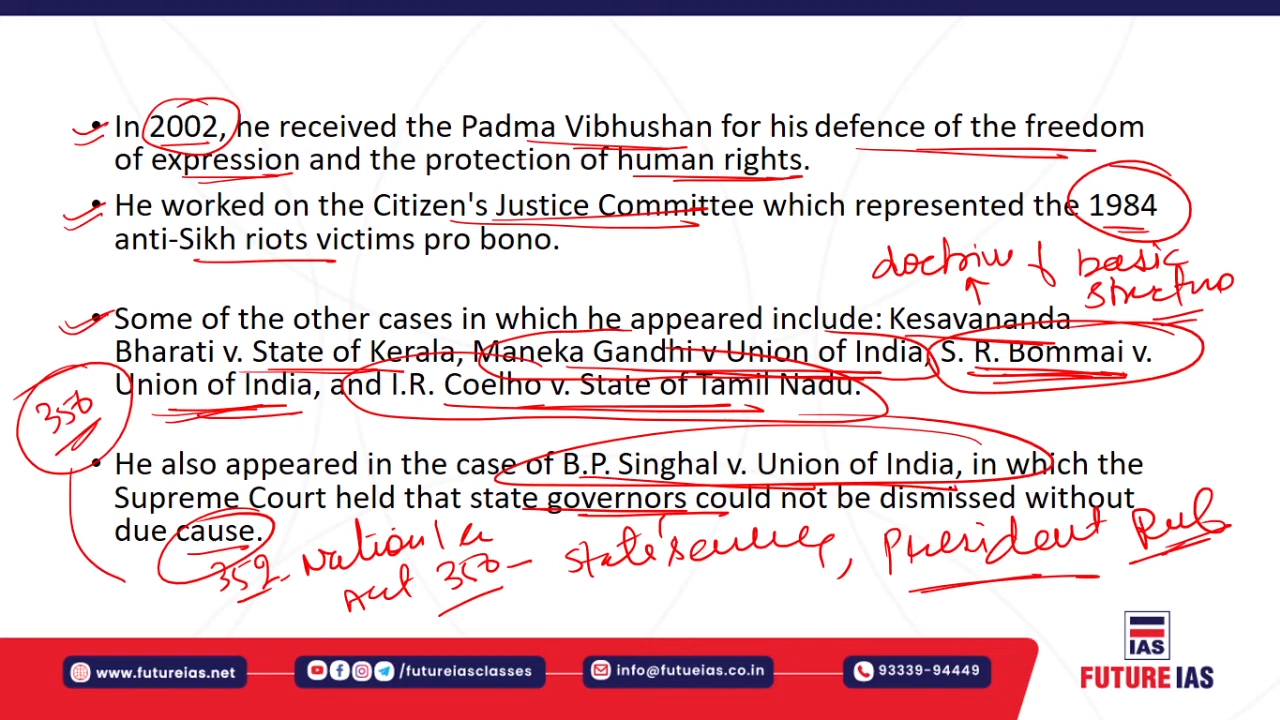 • In 2002, he received the Padma Vibhushan for his defence of the freedom
of expression and the protection of human rights.
• He worked on the Citizen's Justice Committee which represented the 1984
anti-Sikh riots victims pro bono.
doctrine of basic
structure
• Some of the other cases in which he appeared include: Kesavananda
Bharati v. State of Kerala, Maneka Gandhi v Union of India, S. R. Bommai v.
Union of India, and I.R. Coelho v. State of Tamil Nadu.
356
• He also appeared in the case of B.P. Singhal v. Union of India, in which the
Supreme Court held that state governors could not be dismissed without
due cause.
352 - National
356 - State , President Rule
IAS
FUTURE IAS
www.futureias.net
/futureiasclasses
info@futueias.co.in
93339-94449